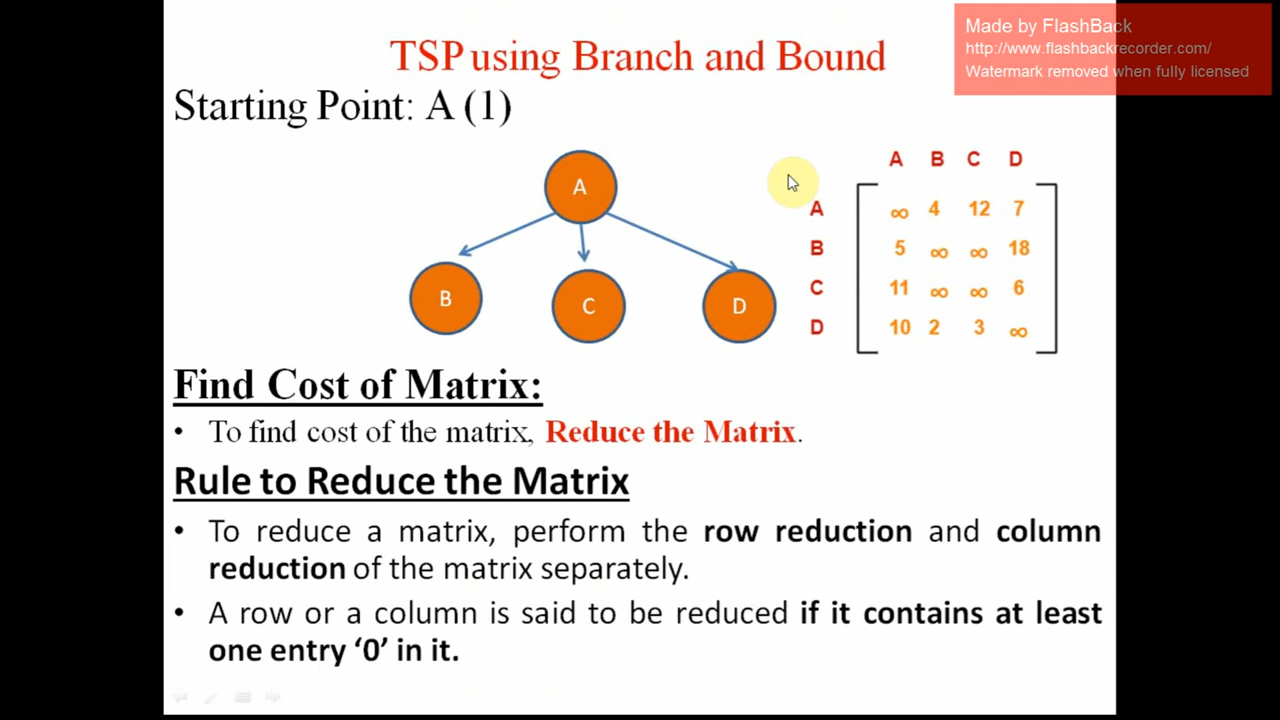 Made by FlashBack
http://www.flashbackrecorder.com/
Watermark removed when fully licensed
TSP using Branch and Bound
Starting Point: A (1)
A
B
C
D
A B C D
A ∞ 4 12 7
B 5 ∞ ∞ 18
C 11 ∞ ∞ 6
D 10 2 3 ∞
Find Cost of Matrix:
• To find cost of the matrix, Reduce the Matrix.
Rule to Reduce the Matrix
• To reduce a matrix, perform the row reduction and column
reduction of the matrix separately.
• A row or a column is said to be reduced if it contains at least
one entry ‘0’ in it.